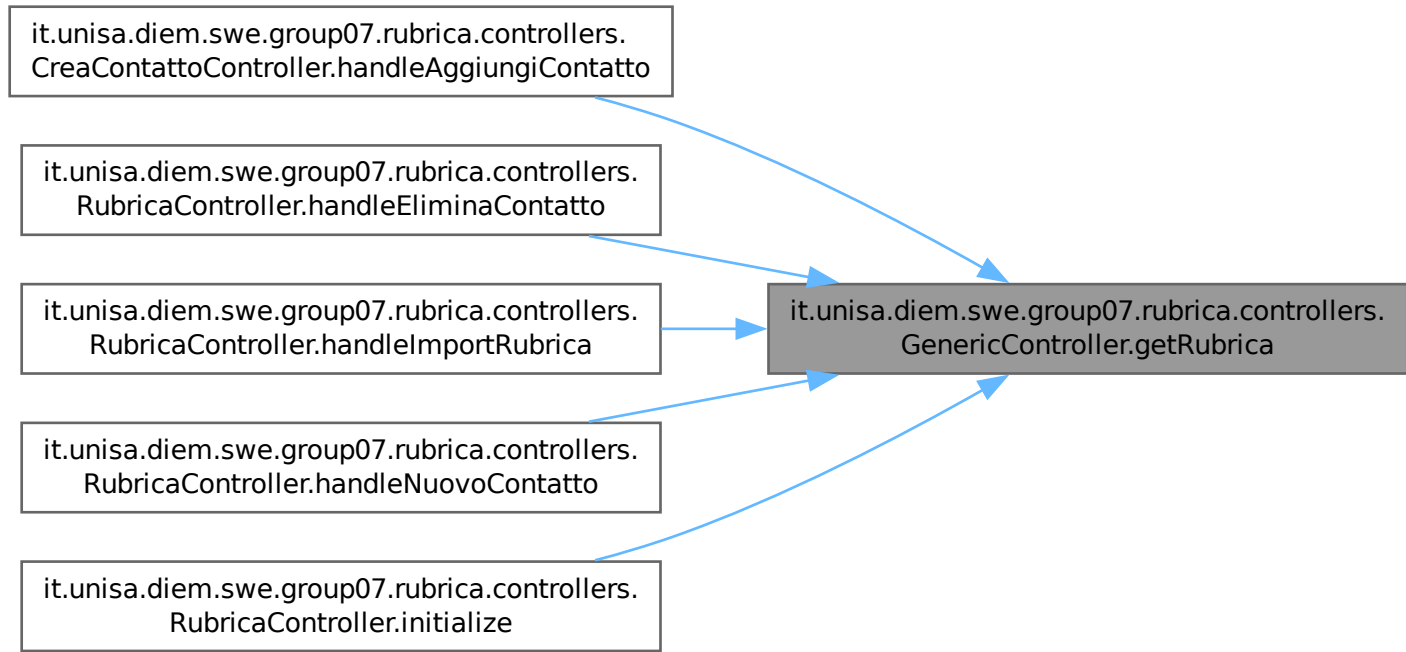 it.unisa.diem.swe.group07.rubrica.controllers.
CreaContattoController.handleAggiungiContatto
it.unisa.diem.swe.group07.rubrica.controllers.
RubricaController.handleEliminaContatto
it.unisa.diem.swe.group07.rubrica.controllers.
RubricaController.handleImportRubrica
it.unisa.diem.swe.group07.rubrica.controllers.
GenericController.getRubrica
it.unisa.diem.swe.group07.rubrica.controllers.
RubricaController.handleNuovoContatto
it.unisa.diem.swe.group07.rubrica.controllers.
RubricaController.initialize